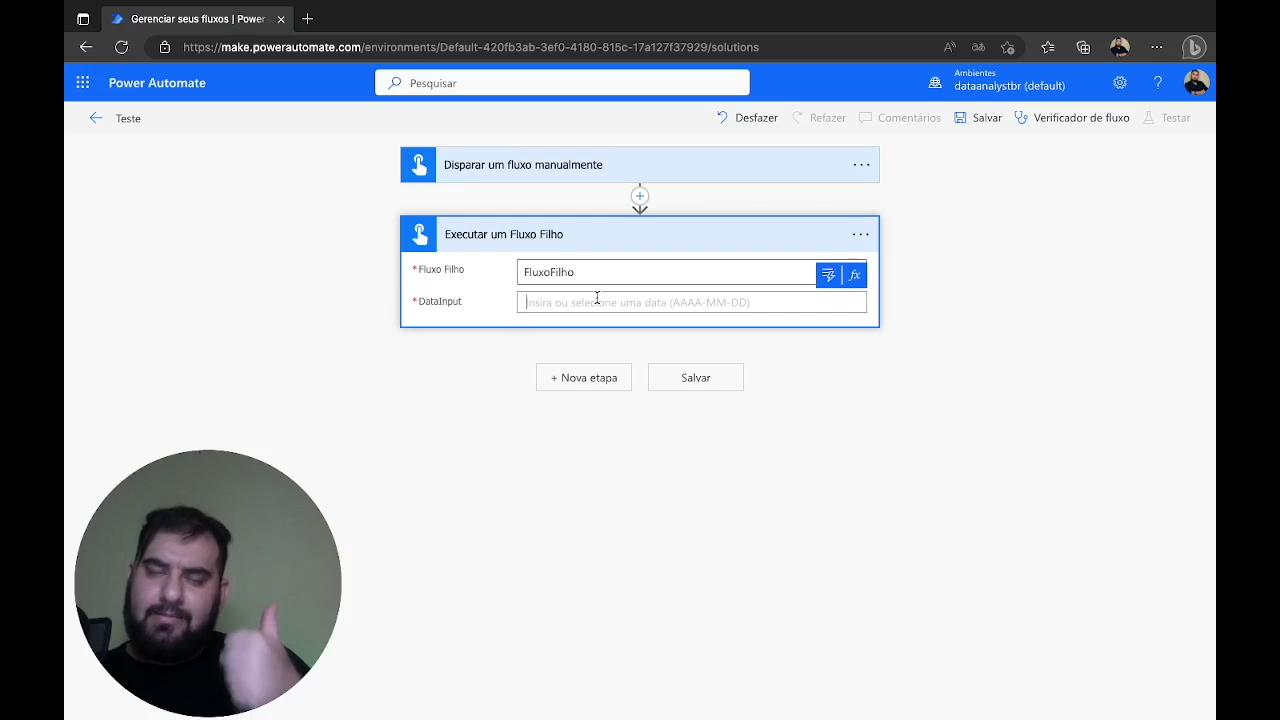 Gerenciar seus fluxos | Power
https://make.powerautomate.com/environments/Default-420fb3ab-3ef0-4180-815c-17a127f37929/solutions
Power Automate
Pesquisar
Ambientes
dataanalystbr (default)
Teste
Desfazer
Refazer
Comentários
Salvar
Verificador de fluxo
Testar
Disparar um fluxo manualmente
Executar um Fluxo Filho
* Fluxo Filho
FluxoFilho
fx
* DataInput
Insira ou selecione uma data (AAAA-MM-DD)
+ Nova etapa
Salvar